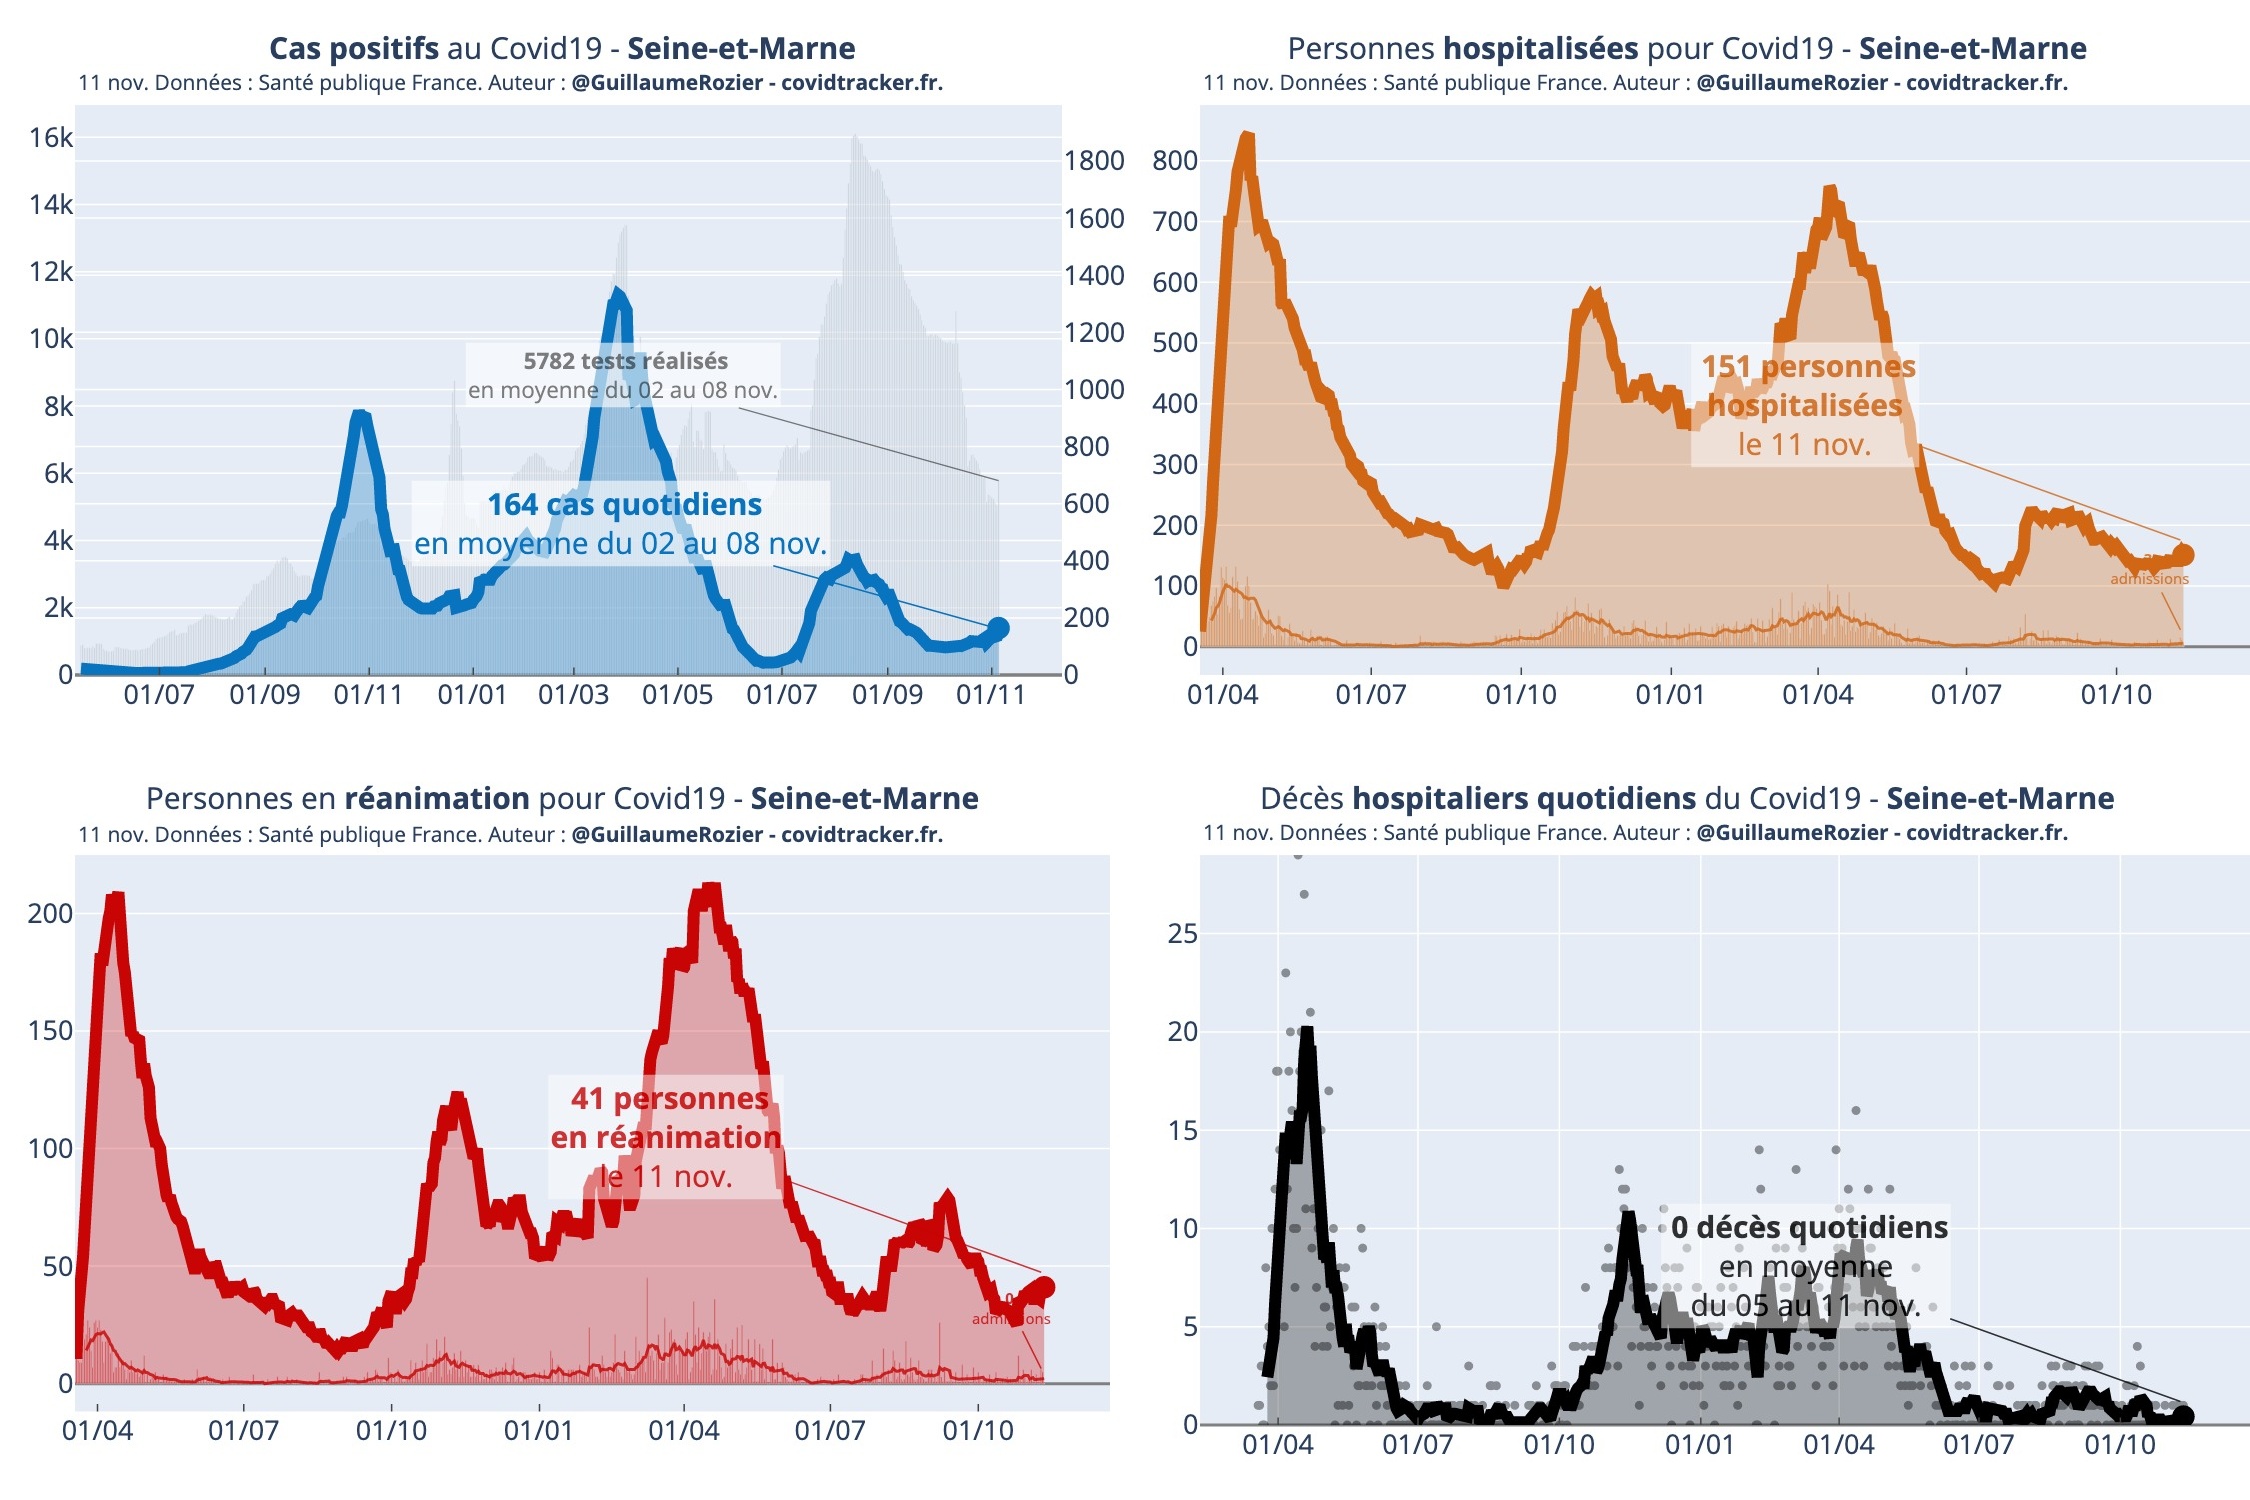 Cas positifs au Covid19 - Seine-et-Marne
11 nov. Données : Santé publique France. Auteur : @GuillaumeRozier - covidtracker.fr.
16k
14k
12k
10k
8k
6k
4k
2k
0
1800
1600
1400
1200
1000
800
600
400
200
0
5782 tests réalisés
en moyenne du 02 au 08 nov.
164 cas quotidiens
en moyenne du 02 au 08 nov.
01/07 01/09 01/11 01/01 01/03 01/05 01/07 01/09 01/11
Personnes hospitalisées pour Covid19 - Seine-et-Marne
11 nov. Données : Santé publique France. Auteur : @GuillaumeRozier - covidtracker.fr.
800
700
600
500
400
300
200
100
0
151 personnes
hospitalisées
le 11 nov.
admissions
01/04 01/07 01/10 01/01 01/04 01/07 01/10
Personnes en réanimation pour Covid19 - Seine-et-Marne
11 nov. Données : Santé publique France. Auteur : @GuillaumeRozier - covidtracker.fr.
200
150
100
50
0
41 personnes
en réanimation
le 11 nov.
admissions
01/04 01/07 01/10 01/01 01/04 01/07 01/10
Décès hospitaliers quotidiens du Covid19 - Seine-et-Marne
11 nov. Données : Santé publique France. Auteur : @GuillaumeRozier - covidtracker.fr.
25
20
15
10
5
0
0 décès quotidiens
en moyenne
du 05 au 11 nov.
01/04 01/07 01/10 01/01 01/04 01/07 01/10